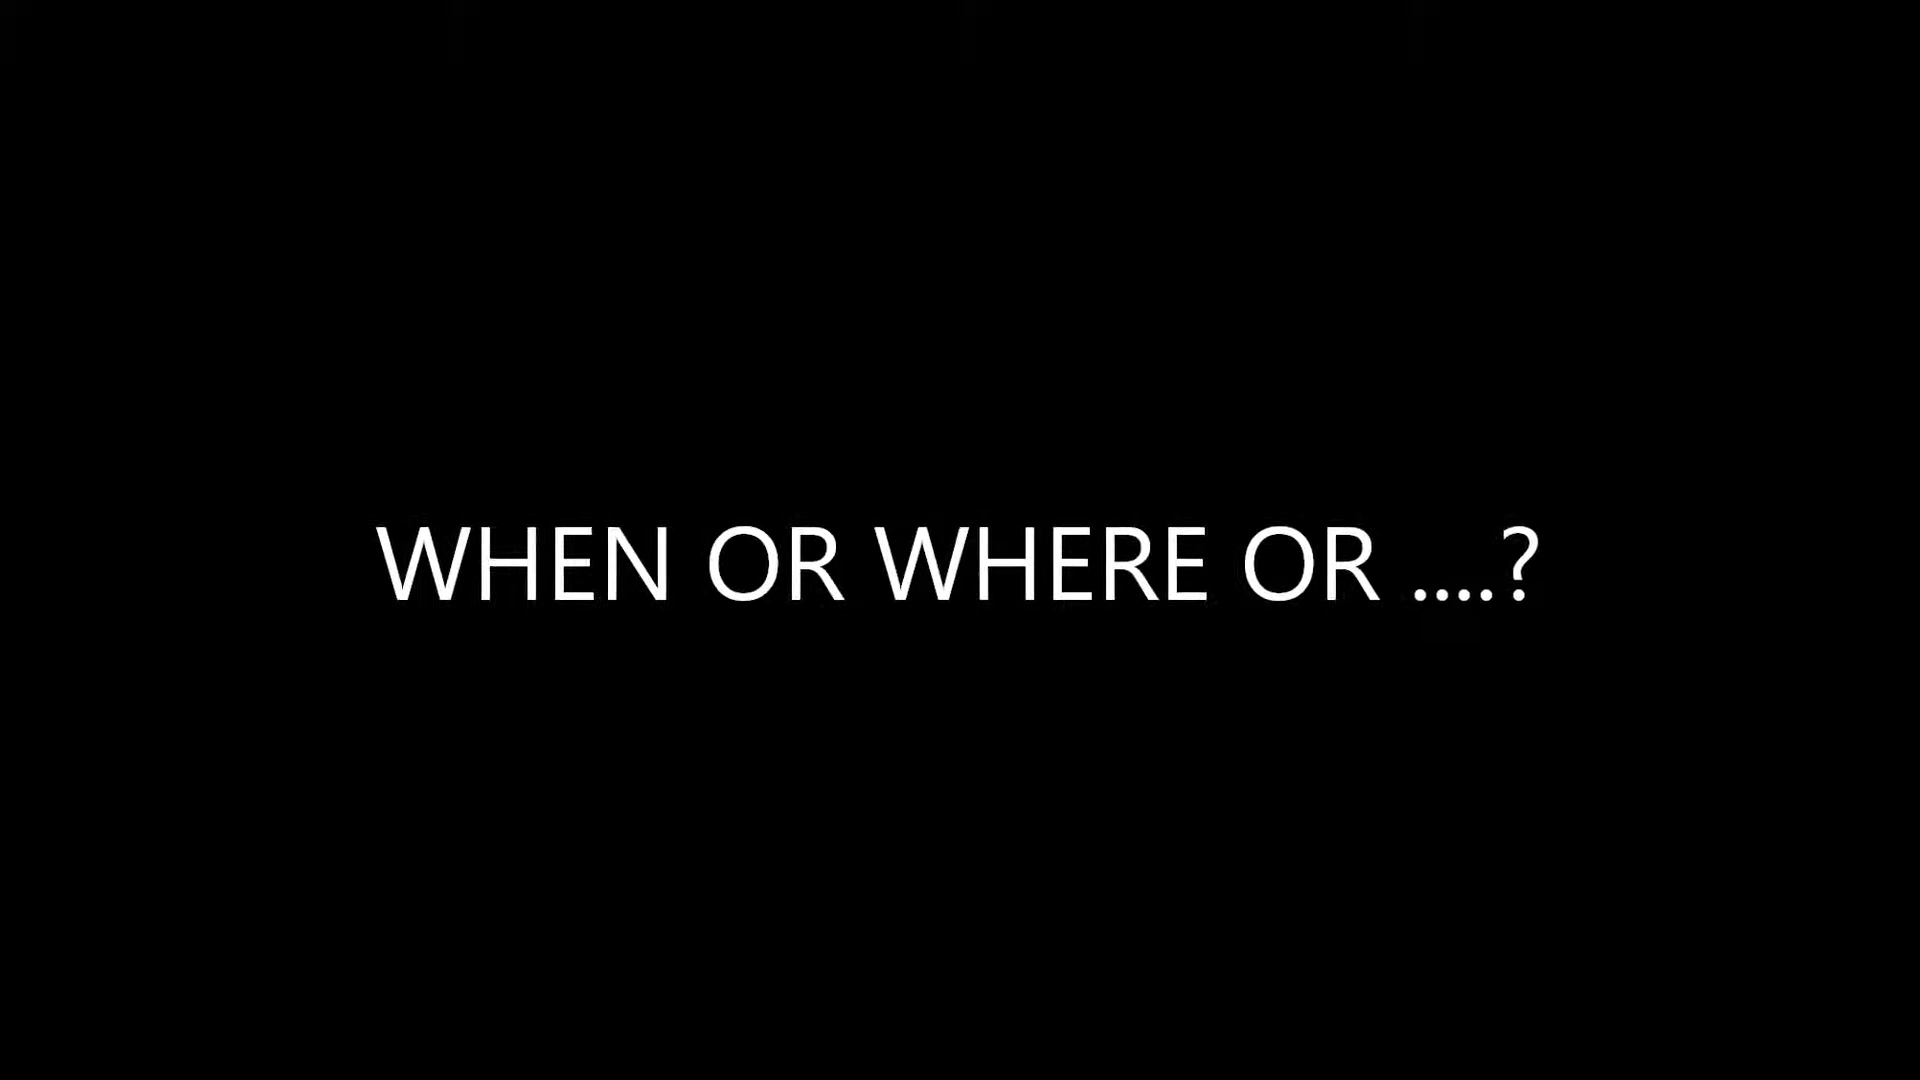 WHEN OR WHERE OR ....?